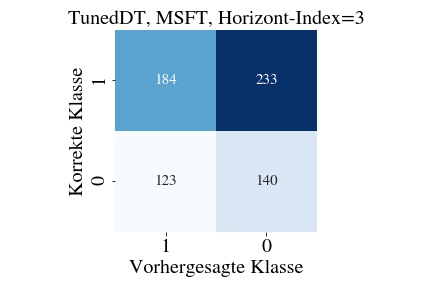 TunedDT, MSFT, Horizont-Index=3
Korrekte Klasse
1
184
233
0
123
140
1
0
Vorhergesagte Klasse